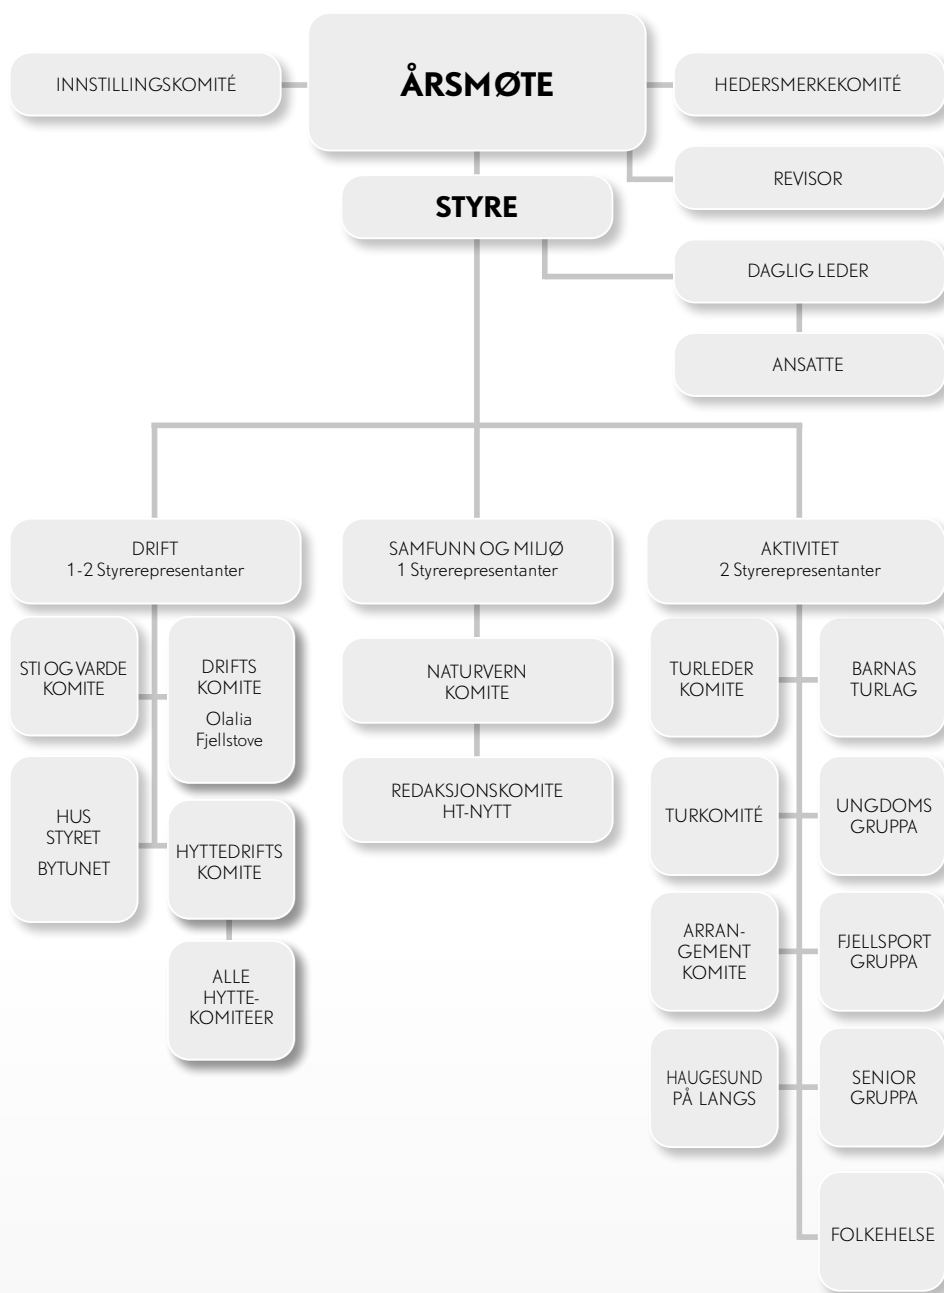 INNSTILLINGSKOMITÉ
ÅRSMØTE
HEDERSMERKEKOMITÉ
REVISOR
STYRE
DAGLIG LEDER
ANSATTE
DRIFT
1-2 Styrerepresentanter
STI OG VARDE
KOMITE
DRIFTS
KOMITE
Olalia
Fjellstove
HUS
STYRET
BYTUNET
HYTTEDRIFTS
KOMITE
ALLE
HYTTE-
KOMITEER
SAMFUNN OG MILJØ
1 Styrerepresentanter
NATURVERN
KOMITE
REDAKSJONSKOMITE
HT-NYTT
AKTIVITET
2 Styrerepresentanter
TURLEDER
KOMITE
BARNAS
TURLAG
TURKOMITÉ
UNGDOMS
GRUPPA
ARRAN-
GEMENT
KOMITE
FJELLSPORT
GRUPPA
HAUGESUND
PÅ LANGS
SENIOR
GRUPPA
FOLKEHELSE